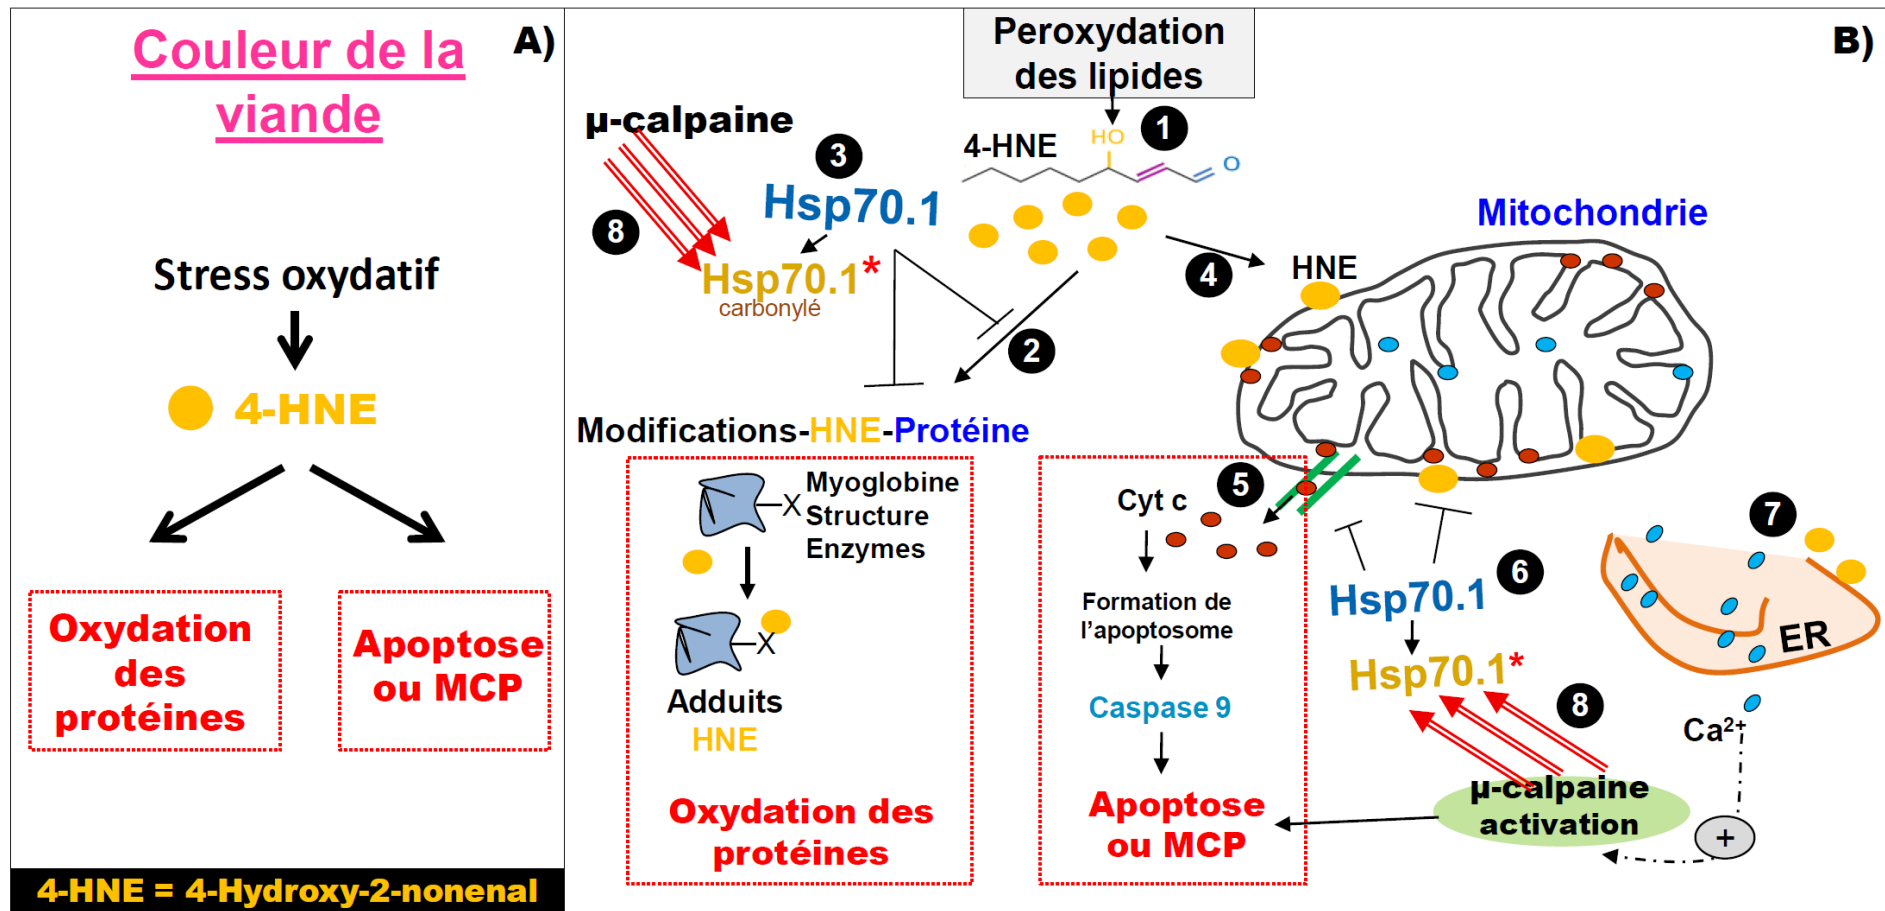 Couleur de la
viande
A)
Stress oxydatif
4-HNE
Oxydation
des
protéines
Apoptose
ou MCP
4-HNE = 4-Hydroxy-2-nonenal
B)
Peroxydation
des lipides
1
HO
O
4-HNE
µ-calpaine
3
Hsp70.1
8
Hsp70.1*
carbonylé
2
4
Mitochondrie
HNE
Modifications-HNE-Protéine
X
Myoglobine
Structure
Enzymes
X
Adduits
HNE
Oxydation des
protéines
5
Cyt c
Formation de
l'apoptosome
Caspase 9
Apoptose
ou MCP
6
Hsp70.1
Hsp70.1*
8
7
ER
Ca²⁺
µ-calpaine
activation
+